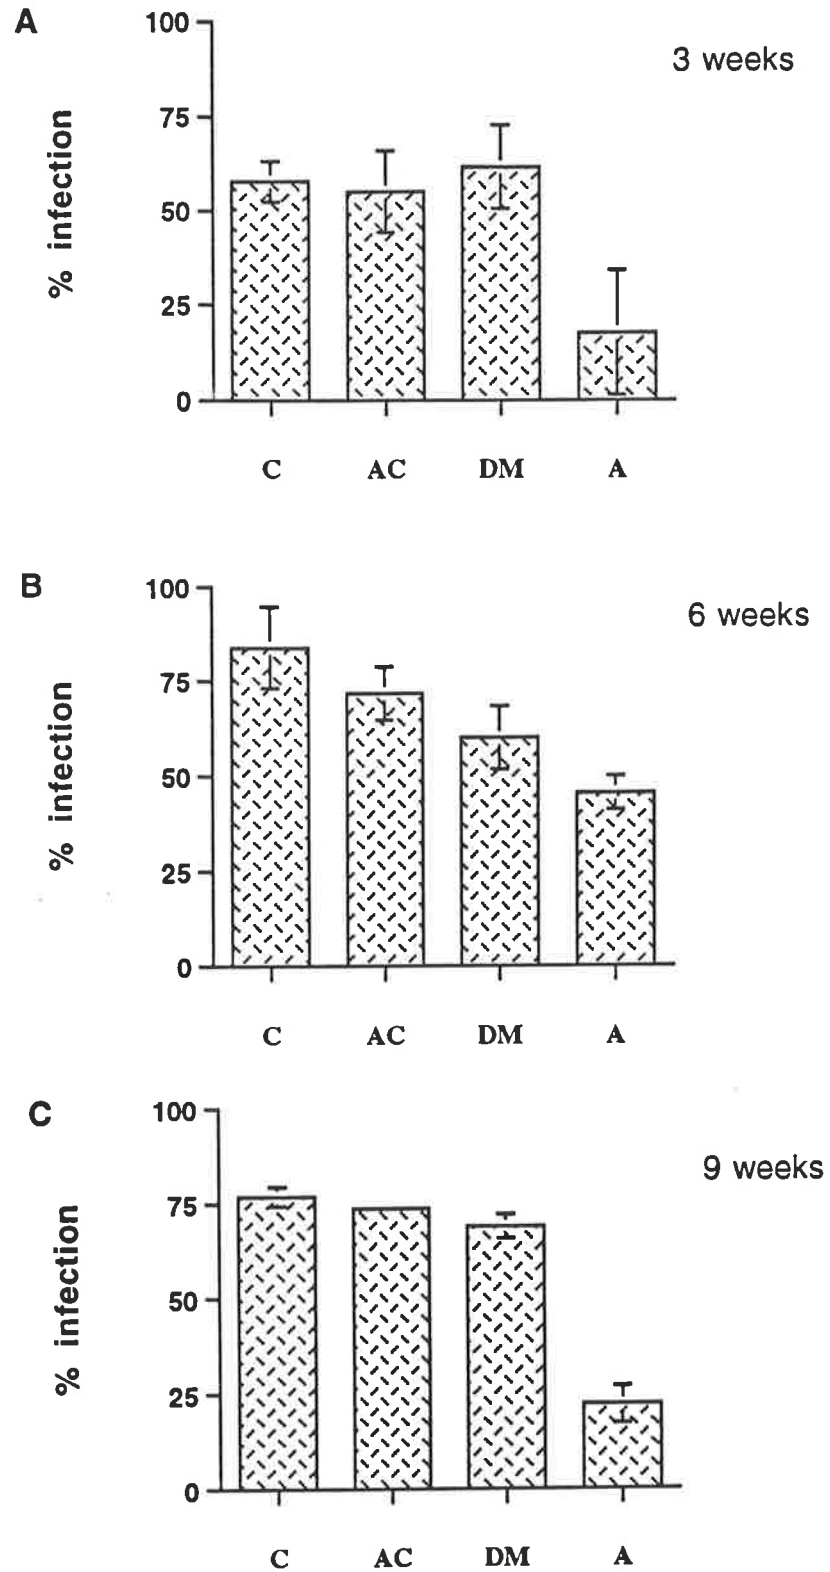 A
3 weeks
% infection
100
75
50
25
0
C AC DM A
B
6 weeks
% infection
100
75
50
25
0
C AC DM A
C
9 weeks
% infection
100
75
50
25
0
C AC DM A